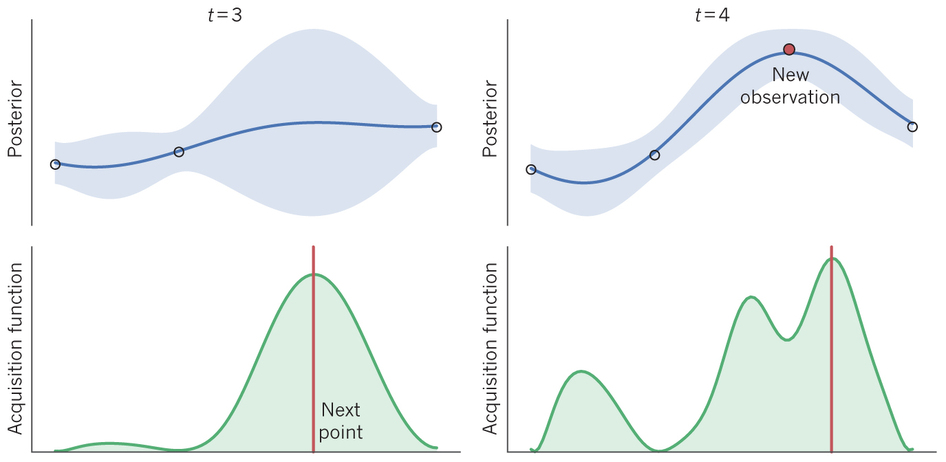 t=3
t=4
Posterior
Posterior
New
observation
Acquisition function
Next
point
Acquisition function